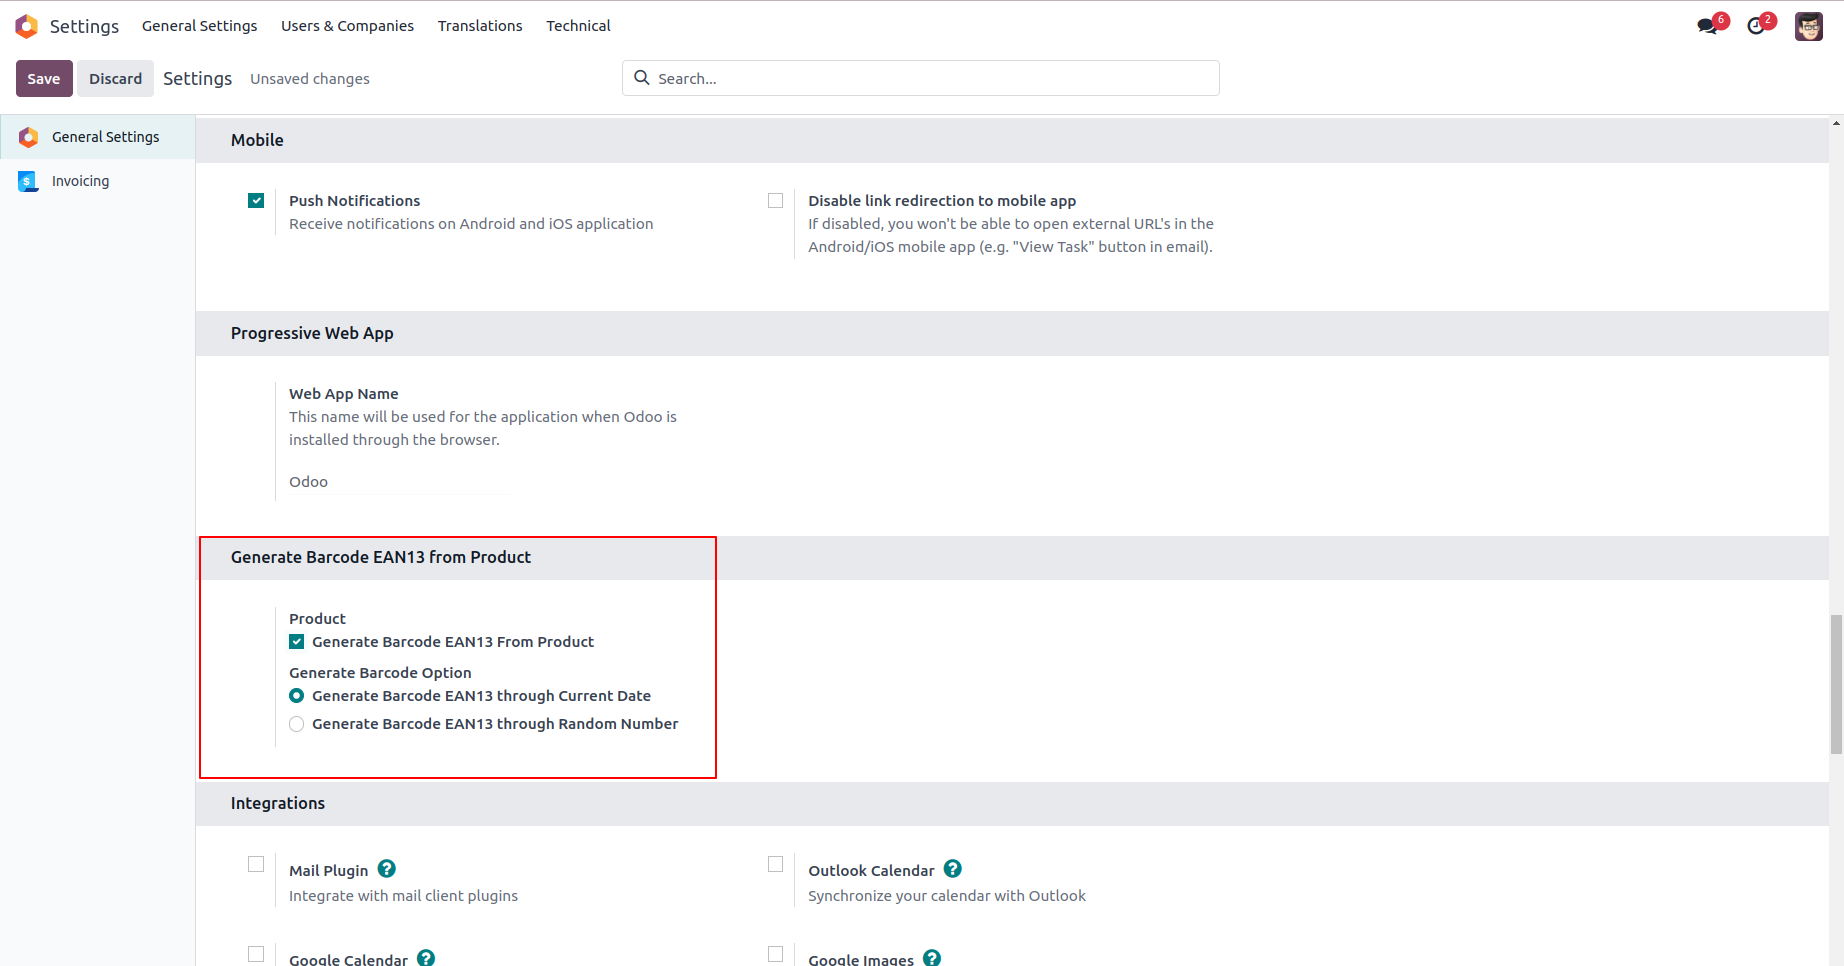 Settings General Settings Users & Companies Translations Technical 6 2
Save Discard Settings Unsaved changes Search...
General Settings
Invoicing
Mobile
Push Notifications
Receive notifications on Android and iOS application
Disable link redirection to mobile app
If disabled, you won't be able to open external URL's in the
Android/iOS mobile app (e.g. "View Task" button in email).
Progressive Web App
Web App Name
This name will be used for the application when Odoo is
installed through the browser.
Odoo
Generate Barcode EAN13 from Product
Product
Generate Barcode EAN13 From Product
Generate Barcode Option
Generate Barcode EAN13 through Current Date
Generate Barcode EAN13 through Random Number
Integrations
Mail Plugin ?
Integrate with mail client plugins
Outlook Calendar ?
Synchronize your calendar with Outlook
Google Calendar ?
Google Images ?